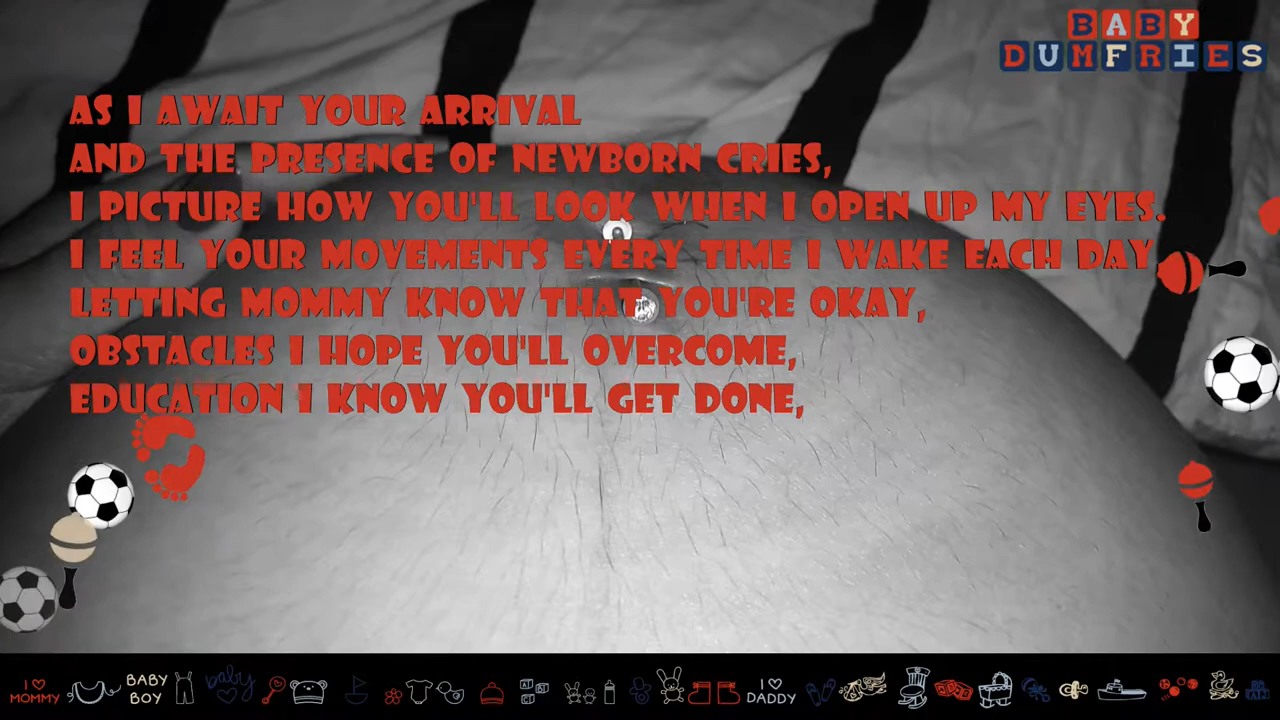 BABY
DUMFRIES
AS I AWAIT YOUR ARRIVAL
AND THE PRESENCE OF NEWBORN CRIES,
I PICTURE HOW YOU'LL LOOK WHEN I OPEN UP MY EYES.
I FEEL YOUR MOVEMENTS EVERY TIME I WAKE EACH DAY
LETTING MOMMY KNOW THAT YOU'RE OKAY,
OBSTACLES I HOPE YOU'LL OVERCOME,
EDUCATION I KNOW YOU'LL GET DONE,
I MOMMY
BABY BOY
baby
I DADDY